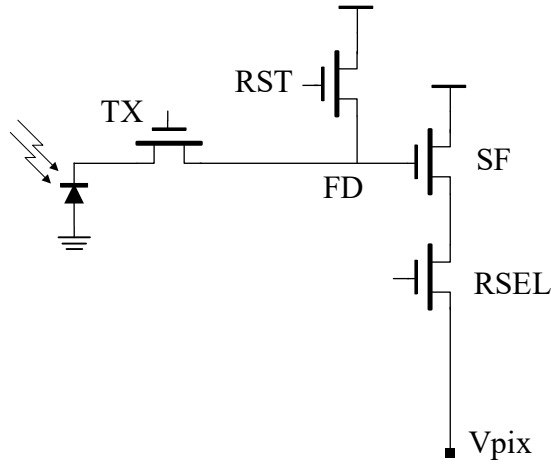 RST
TX
SF
FD
RSEL
Vpix